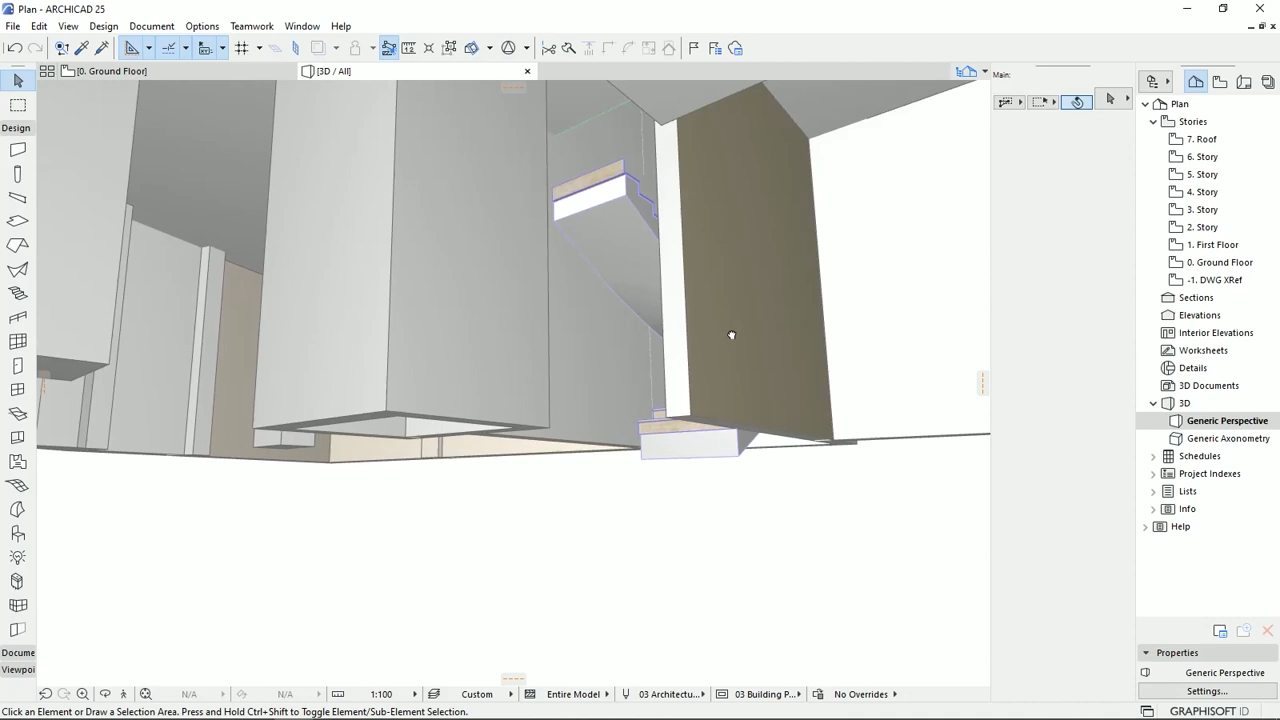 Plan - ARCHICAD 25
File Edit View Design Document Options Teamwork Window Help
[0. Ground Floor]
[3D / All]
Main:
Design
Docume
Viewpoi
Plan
Stories
7. Roof
6. Story
5. Story
4. Story
3. Story
2. Story
1. First Floor
0. Ground Floor
-1. DWG XRef
Sections
Elevations
Interior Elevations
Worksheets
Details
3D Documents
3D
Generic Perspective
Generic Axonometry
Schedules
Project Indexes
Lists
Info
Help
Properties
Generic Perspective
Settings...
N/A N/A 1:100 Custom Entire Model 03 Architectu... 03 Building P... No Overrides
Click an Element or Draw a Selection Area. Press and Hold Ctrl+Shift to Toggle Element/Sub-Element Selection.
GRAPHISOFT ID